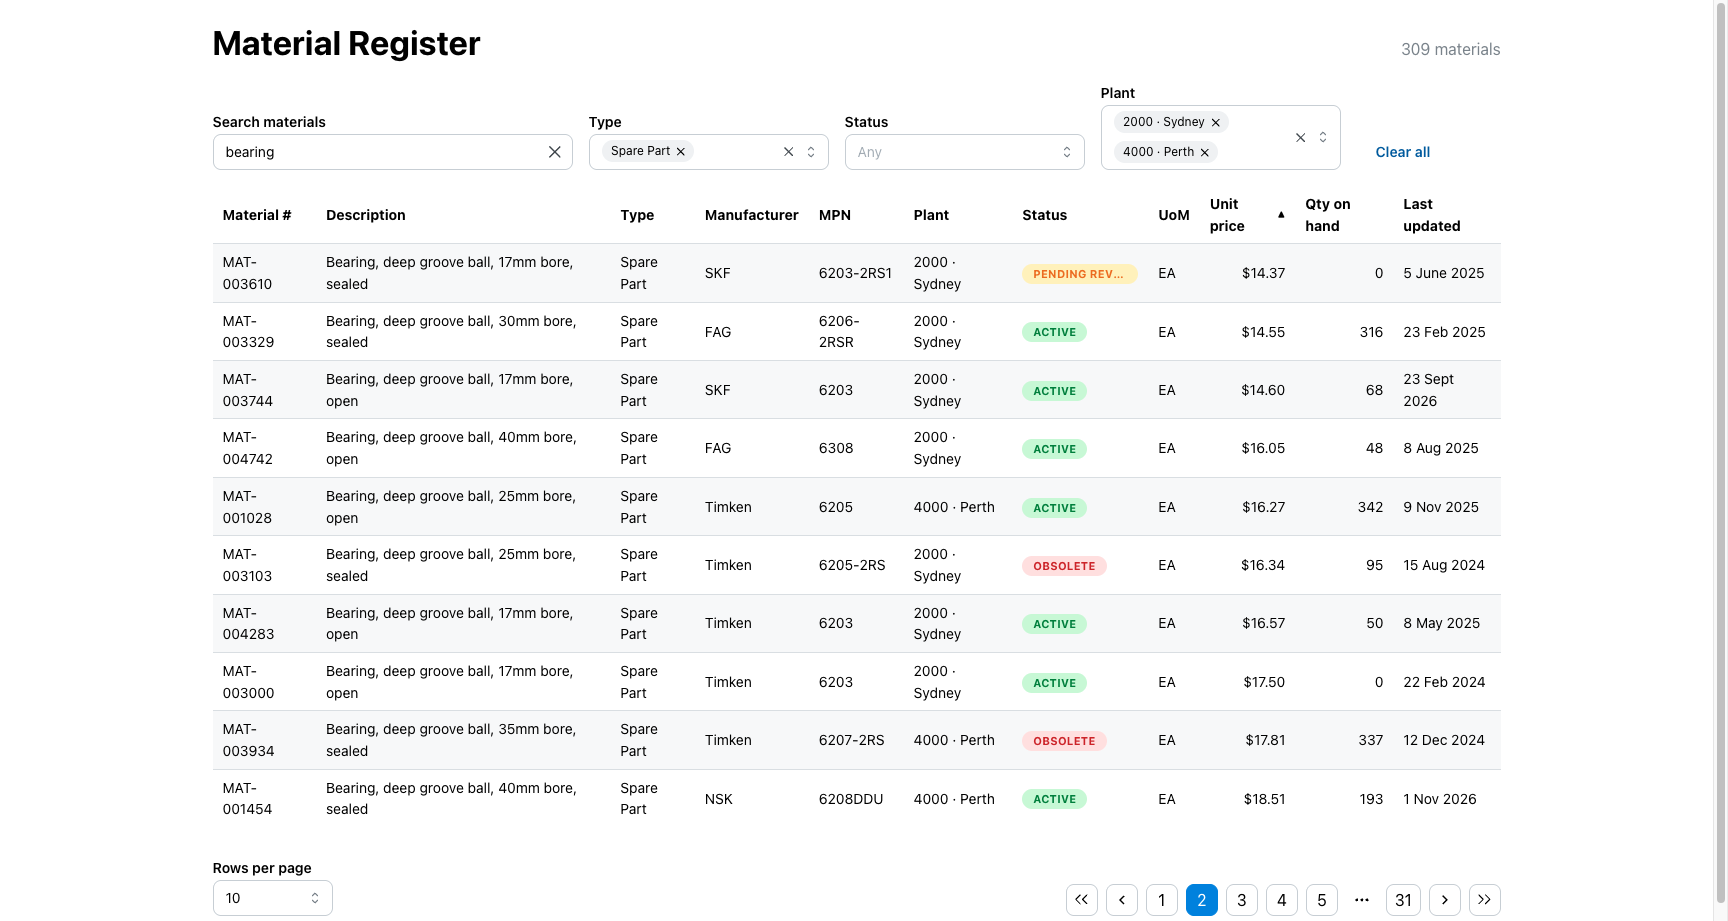 Material Register
309 materials
Search materials
bearing
Type
Spare Part
Status
Any
Plant
2000 · Sydney
4000 · Perth
Clear all
Material # Description Type Manufacturer MPN Plant Status UoM Unit price ▲ Qty on hand Last updated
MAT-003610 Bearing, deep groove ball, 17mm bore, sealed Spare Part SKF 6203-2RS1 2000 · Sydney PENDING REV... EA $14.37 0 5 June 2025
MAT-003329 Bearing, deep groove ball, 30mm bore, sealed Spare Part FAG 6206-2RSR 2000 · Sydney ACTIVE EA $14.55 316 23 Feb 2025
MAT-003744 Bearing, deep groove ball, 17mm bore, open Spare Part SKF 6203 2000 · Sydney ACTIVE EA $14.60 68 23 Sept 2026
MAT-004742 Bearing, deep groove ball, 40mm bore, open Spare Part FAG 6308 2000 · Sydney ACTIVE EA $16.05 48 8 Aug 2025
MAT-001028 Bearing, deep groove ball, 25mm bore, open Spare Part Timken 6205 4000 · Perth ACTIVE EA $16.27 342 9 Nov 2025
MAT-003103 Bearing, deep groove ball, 25mm bore, sealed Spare Part Timken 6205-2RS 2000 · Sydney OBSOLETE EA $16.34 95 15 Aug 2024
MAT-004283 Bearing, deep groove ball, 17mm bore, open Spare Part Timken 6203 2000 · Sydney ACTIVE EA $16.57 50 8 May 2025
MAT-003000 Bearing, deep groove ball, 17mm bore, open Spare Part Timken 6203 2000 · Sydney ACTIVE EA $17.50 0 22 Feb 2024
MAT-003934 Bearing, deep groove ball, 35mm bore, sealed Spare Part Timken 6207-2RS 4000 · Perth OBSOLETE EA $17.81 337 12 Dec 2024
MAT-001454 Bearing, deep groove ball, 40mm bore, sealed Spare Part NSK 6208DDU 4000 · Perth ACTIVE EA $18.51 193 1 Nov 2026
Rows per page
10
1 2 3 4 5 ··· 31